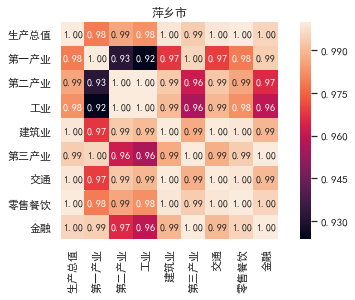 萍乡市
生产总值 1.00 0.98 0.99 0.98 1.00 0.99 1.00 1.00 1.00
第一产业 0.98 1.00 0.93 0.92 0.97 1.00 0.97 0.98 0.99
第二产业 0.99 0.93 1.00 1.00 0.99 0.96 0.99 0.99 0.97
工业 0.98 0.92 1.00 1.00 0.99 0.96 0.99 0.98 0.96
建筑业 1.00 0.97 0.99 0.99 1.00 0.99 1.00 1.00 0.99
第三产业 0.99 1.00 0.96 0.96 0.99 1.00 0.99 0.99 1.00
交通 1.00 0.97 0.99 0.99 1.00 0.99 1.00 1.00 0.99
零售餐饮 1.00 0.98 0.99 0.98 1.00 0.99 1.00 1.00 1.00
金融 1.00 0.99 0.97 0.96 0.99 1.00 0.99 1.00 1.00
生产总值 第一产业 第二产业 工业 建筑业 第三产业 交通 零售餐饮 金融
0.990
0.975
0.960
0.945
0.930